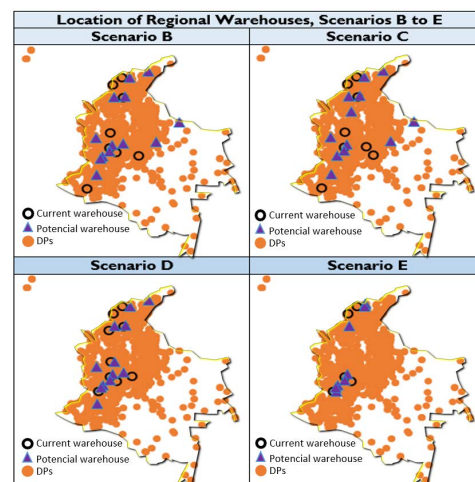 Location of Regional Warehouses, Scenarios B to E
Scenario B
Scenario C
Current warehouse
Potencial warehouse
DPs
Current warehouse
Potencial warehouse
DPs
Scenario D
Scenario E
Current warehouse
Potencial warehouse
DPs
Current warehouse
Potencial warehouse
DPs